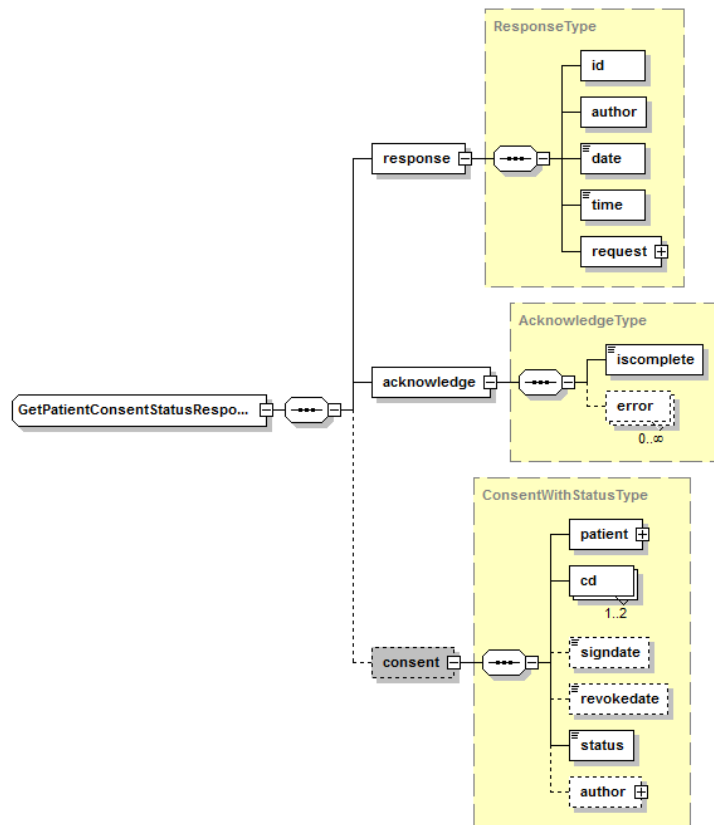 ResponseType
id
author
response
date
time
request
AcknowledgeType
iscomplete
acknowledge
error
0..∞
GetPatientConsentStatusRespo...
ConsentWithStatusType
patient
cd
1..2
signdate
consent
revokedate
status
author